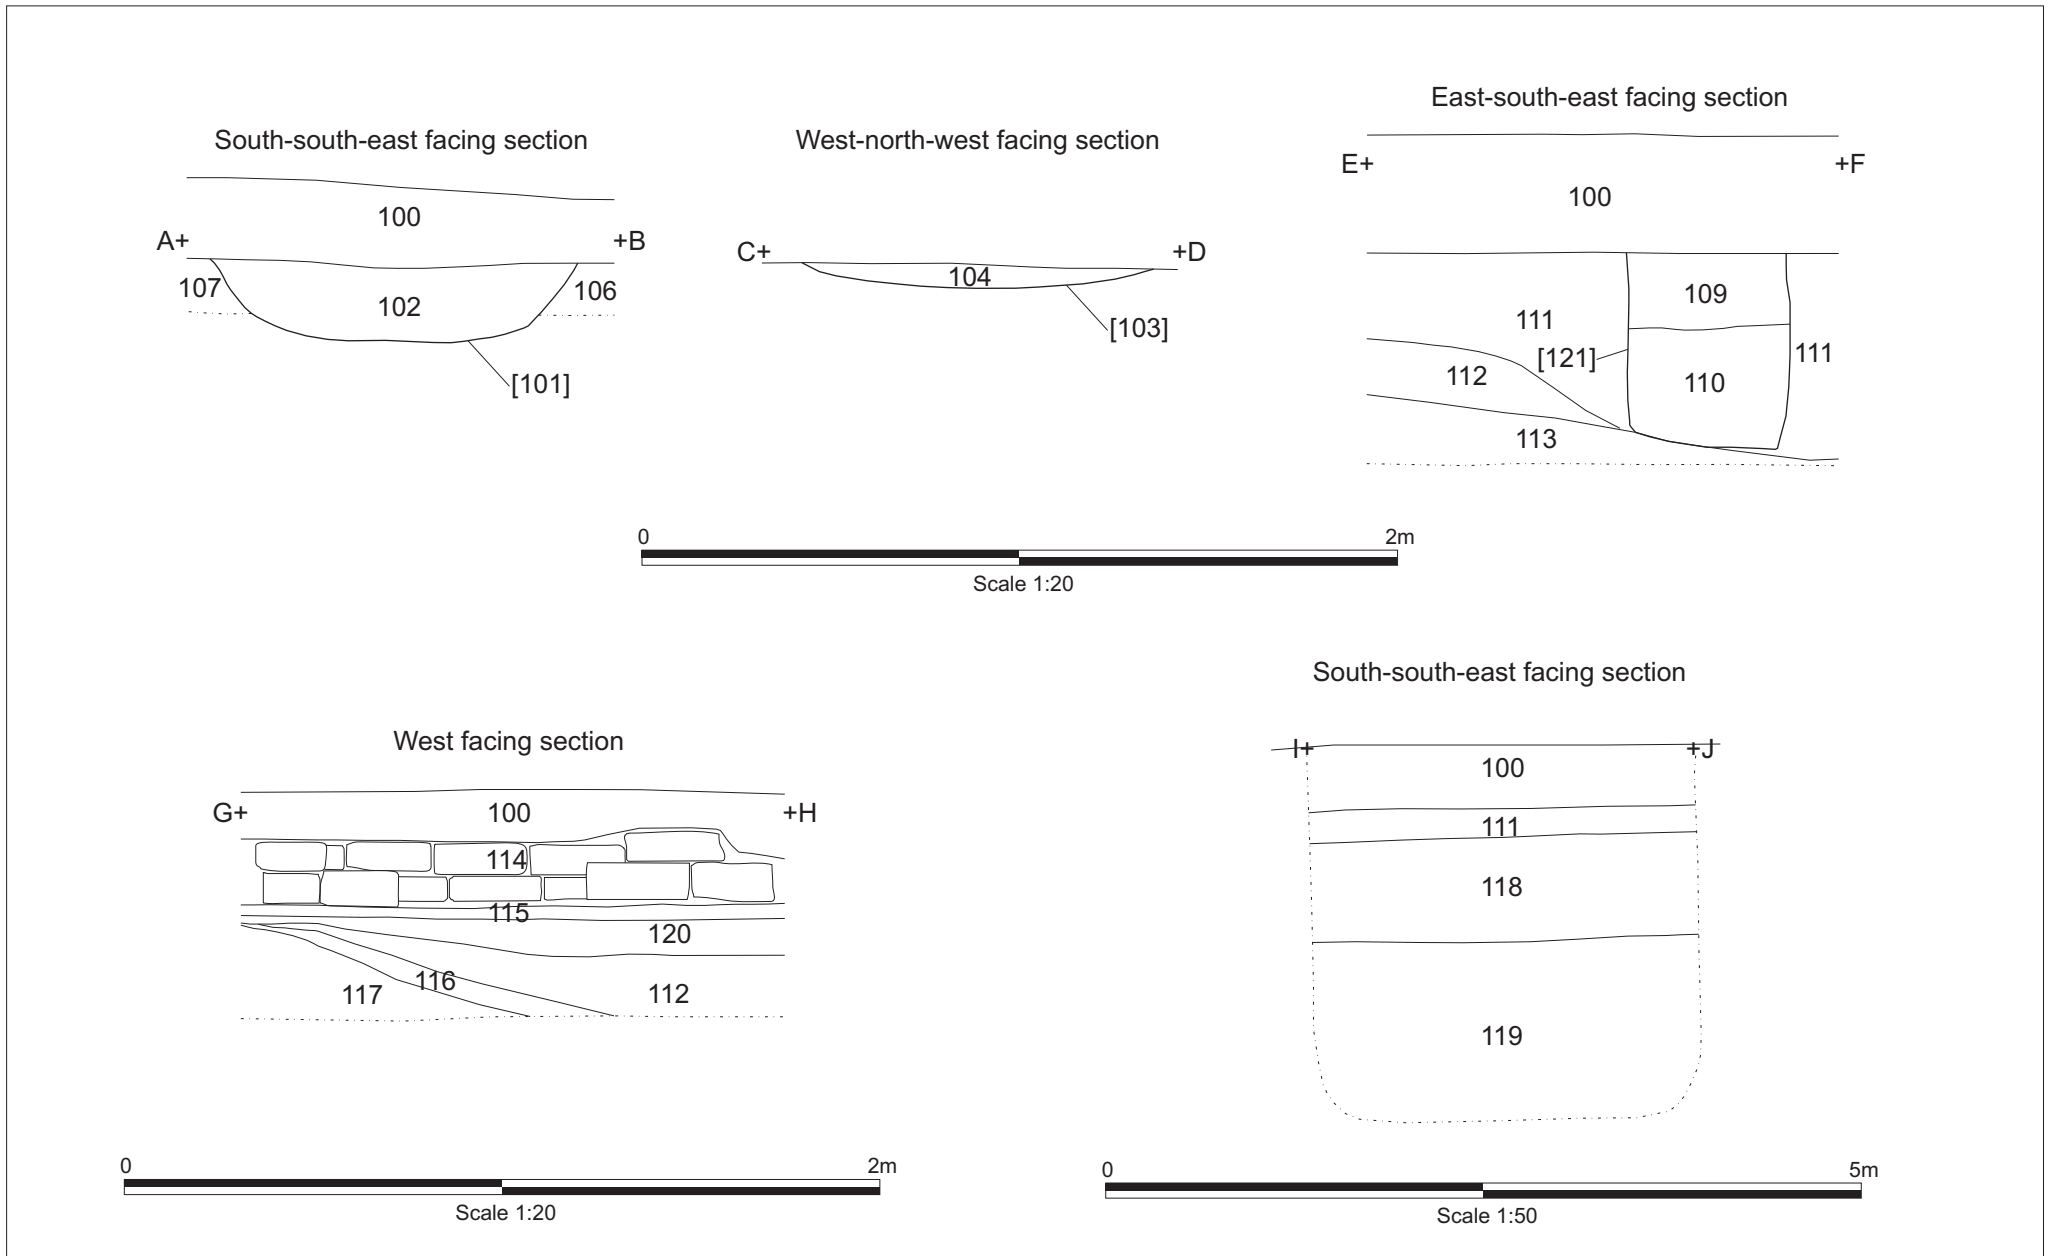 South-south-east facing section
100
A+
+B
107
102
106
[101]
West-north-west facing section
C+
+D
104
[103]
East-south-east facing section
E+
+F
100
109
111
[121]
111
112
110
113
0
2m
Scale 1:20
West facing section
100
G+
+H
114
115
120
116
117
112
0
2m
Scale 1:20
South-south-east facing section
I+
+J
100
111
118
119
0
5m
Scale 1:50